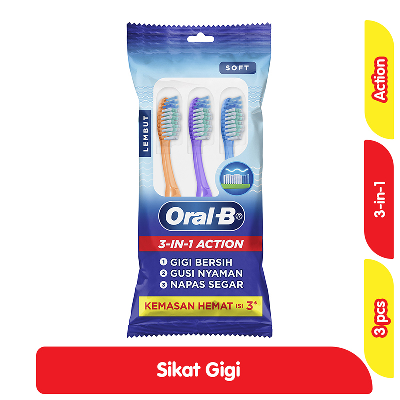 SOFT
LEMBUT
Oral-B®
3-IN-1 ACTION
1 GIGI BERSIH
2 GUSI NYAMAN
3 NAPAS SEGAR
KEMASAN HEMAT ISI 3*
Action
3-in-1
3 pcs
Sikat Gigi